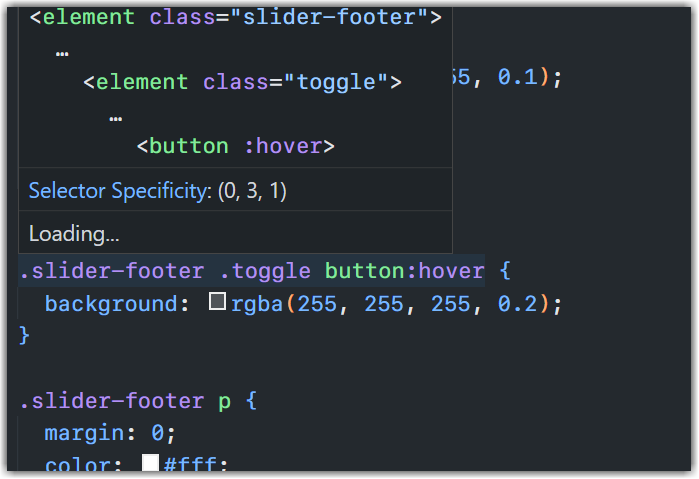 <element class="slider-footer">
…
<element class="toggle">
55, 0.1);
…
<button :hover>
Selector Specificity: (0, 3, 1)
Loading...
.slider-footer .toggle button:hover {
background: rgba(255, 255, 255, 0.2);
}
.slider-footer p {
margin: 0;
color: #fff;